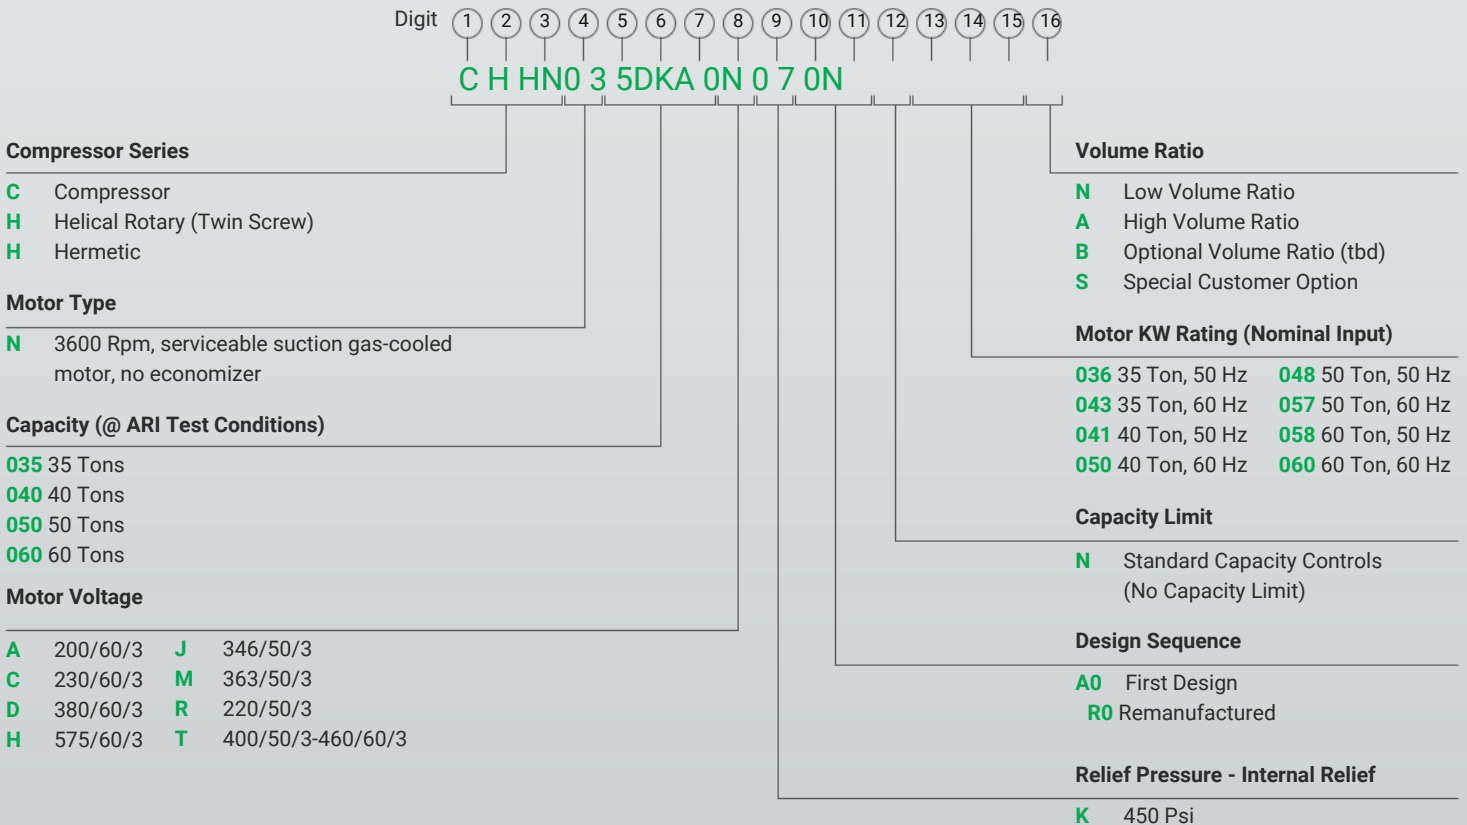 Digit 1 2 3 4 5 6 7 8 9 10 11 12 13 14 15 16
C H HN0 3 5DKA 0N 0 7 0N
Compressor Series
C Compressor
H Helical Rotary (Twin Screw)
H Hermetic
Motor Type
N 3600 Rpm, serviceable suction gas-cooled
motor, no economizer
Capacity (@ ARI Test Conditions)
035 35 Tons
040 40 Tons
050 50 Tons
060 60 Tons
Motor Voltage
A 200/60/3 J 346/50/3
C 230/60/3 M 363/50/3
D 380/60/3 R 220/50/3
H 575/60/3 T 400/50/3-460/60/3
Volume Ratio
N Low Volume Ratio
A High Volume Ratio
B Optional Volume Ratio (tbd)
S Special Customer Option
Motor KW Rating (Nominal Input)
036 35 Ton, 50 Hz 048 50 Ton, 50 Hz
043 35 Ton, 60 Hz 057 50 Ton, 60 Hz
041 40 Ton, 50 Hz 058 60 Ton, 50 Hz
050 40 Ton, 60 Hz 060 60 Ton, 60 Hz
Capacity Limit
N Standard Capacity Controls
(No Capacity Limit)
Design Sequence
A0 First Design
R0 Remanufactured
Relief Pressure - Internal Relief
K 450 Psi